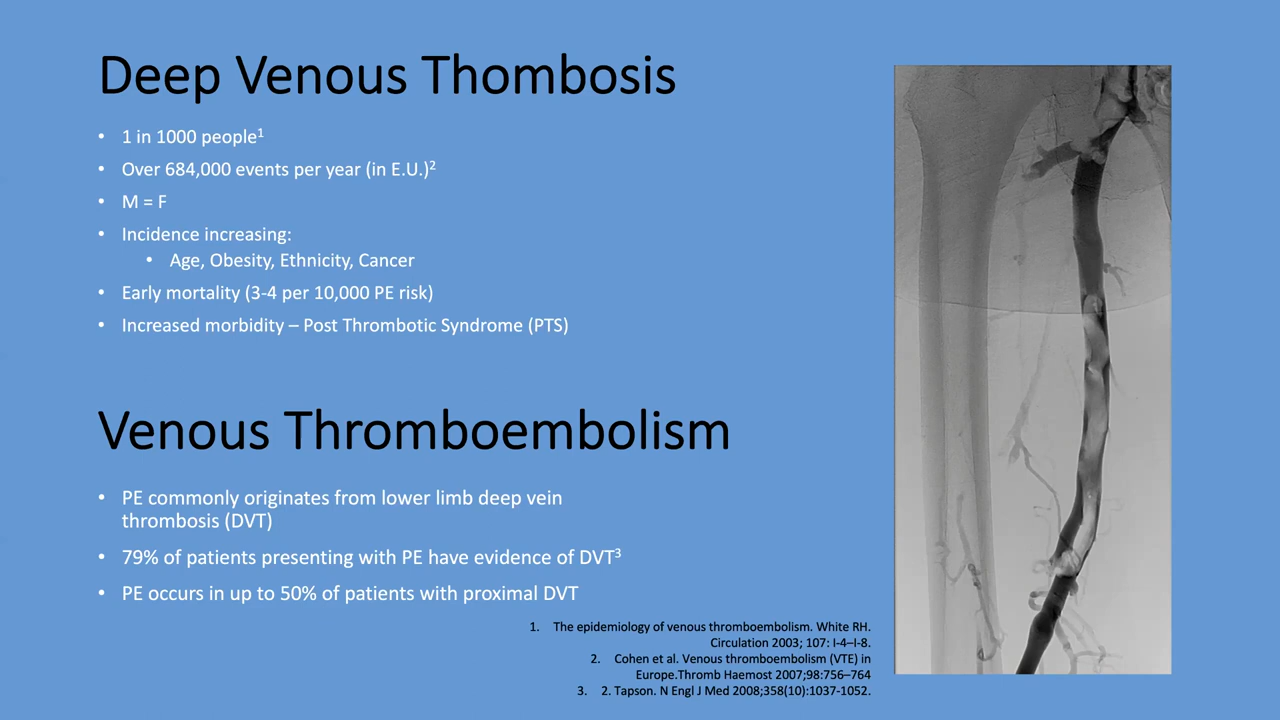 Deep Venous Thombosis
• 1 in 1000 people1
• Over 684,000 events per year (in E.U.)2
• M = F
• Incidence increasing:
• Age, Obesity, Ethnicity, Cancer
• Early mortality (3-4 per 10,000 PE risk)
• Increased morbidity – Post Thrombotic Syndrome (PTS)
Venous Thromboembolism
• PE commonly originates from lower limb deep vein
thrombosis (DVT)
• 79% of patients presenting with PE have evidence of DVT3
• PE occurs in up to 50% of patients with proximal DVT
1. The epidemiology of venous thromboembolism. White RH.
Circulation 2003; 107: I-4–I-8.
2. Cohen et al. Venous thromboembolism (VTE) in
Europe.Thromb Haemost 2007;98:756–764
3. 2. Tapson. N Engl J Med 2008;358(10):1037-1052.